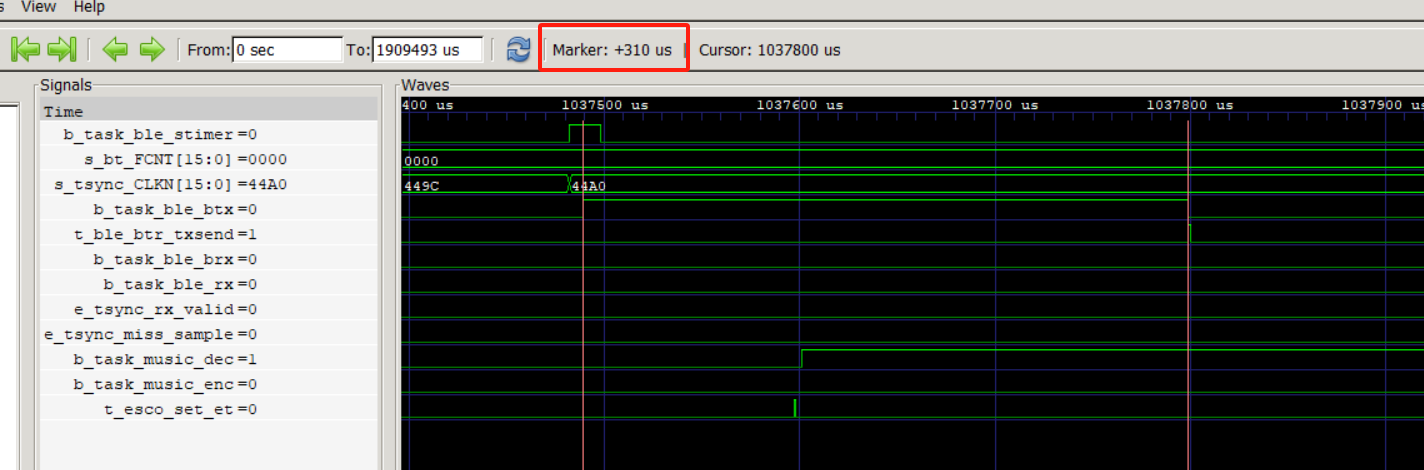 s View Help
From: 0 sec To: 1909493 us Marker: +310 us Cursor: 1037800 us
Signals Waves
Time 400 us 1037500 us 1037600 us 1037700 us 1037800 us 1037900 us
b_task_ble_stimer=0
s_bt_FCNT[15:0]=0000 0000
s_tsync_CLKN[15:0]=44A0 449C 44A0
b_task_ble_btx=0
t_ble_btr_txsend=1
b_task_ble_brx=0
b_task_ble_rx=0
e_tsync_rx_valid=0
e_tsync_miss_sample=0
b_task_music_dec=1
b_task_music_enc=0
t_esco_set_et=0